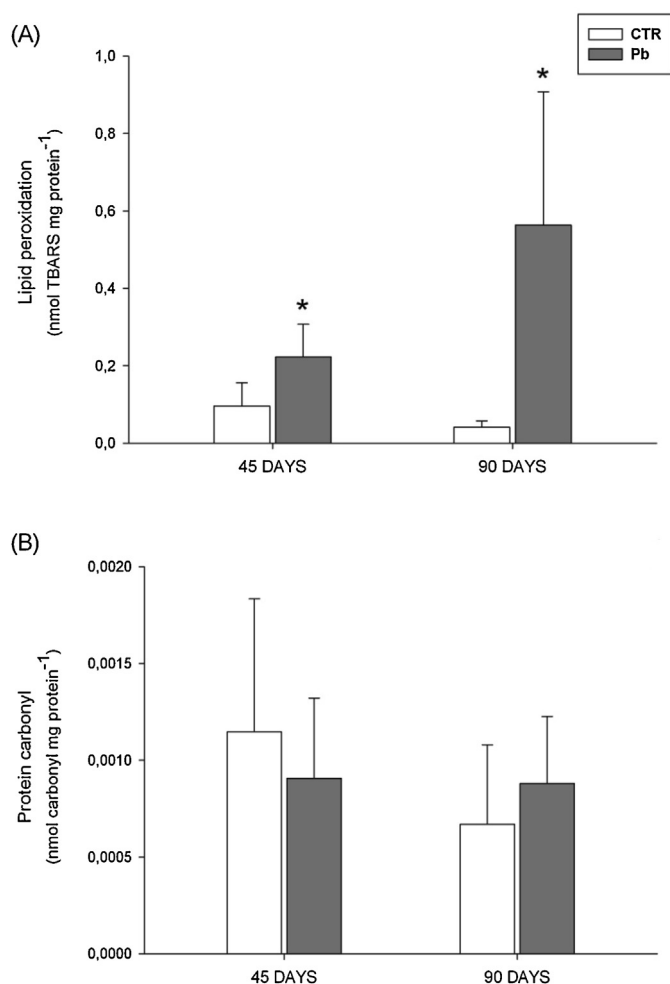 (A)
CTR
Pb
1,0
0,8
0,6
0,4
0,2
0,0
Lipid peroxidation
(nmol TBARS mg protein⁻¹)
*
*
45 DAYS
90 DAYS
(B)
0,0020
0,0015
0,0010
0,0005
0,0000
Protein carbonyl
(nmol carbonyl mg protein⁻¹)
45 DAYS
90 DAYS